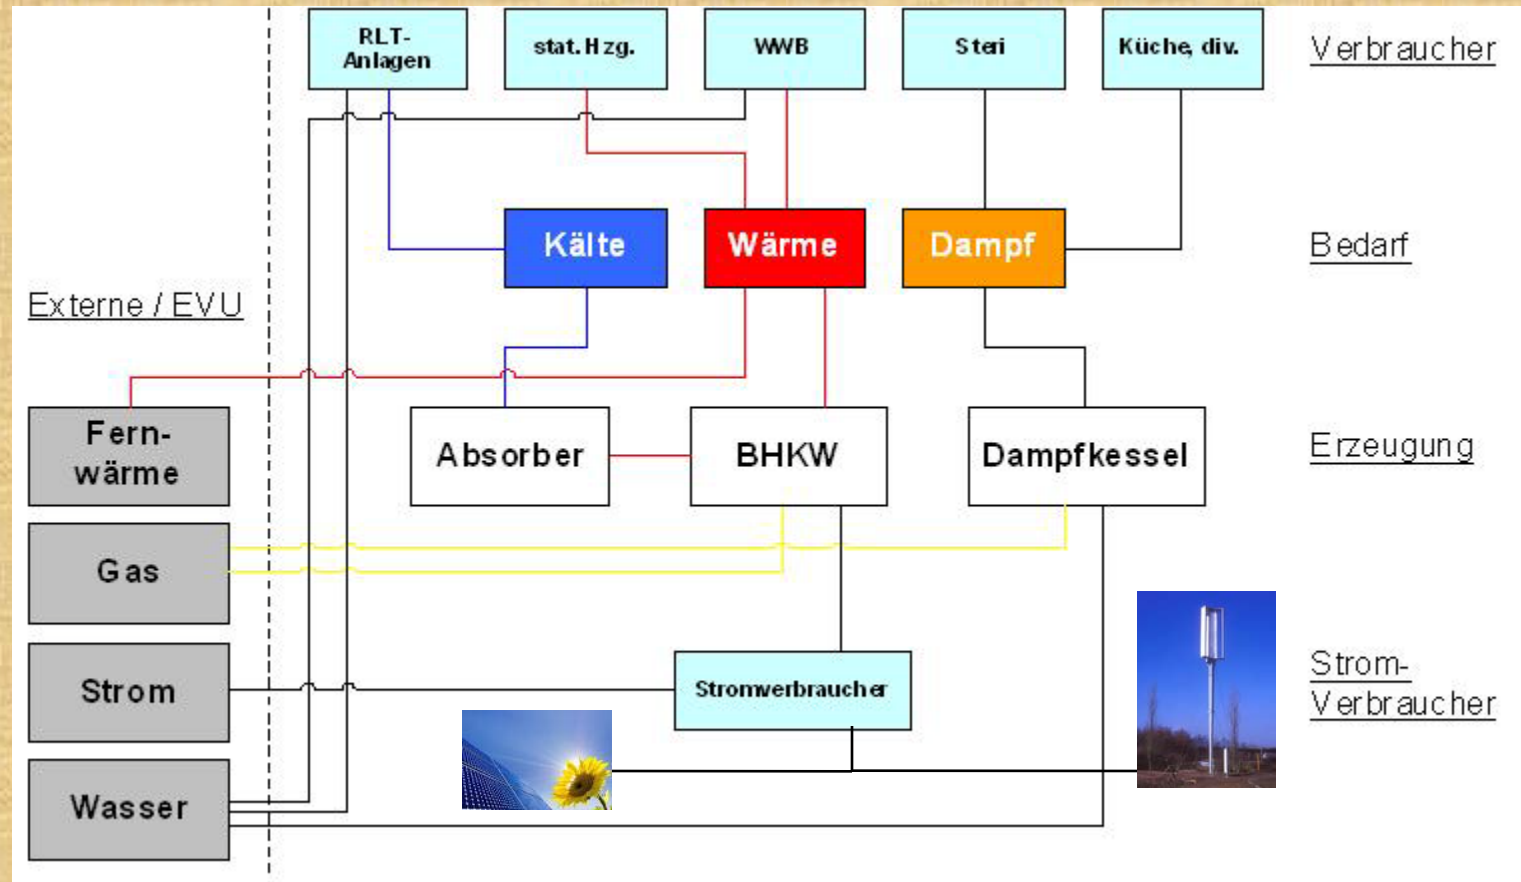 RLT-
Anlagen
stat. Hzg.
WWB
Steri
Küche, div.
Verbraucher
Kälte
Wärme
Dampf
Bedarf
Externe / EVU
Fern-
wärme
Absorber
BHKW
Dampfkessel
Erzeugung
Gas
Strom
Stromverbraucher
Strom-
Verbraucher
Wasser